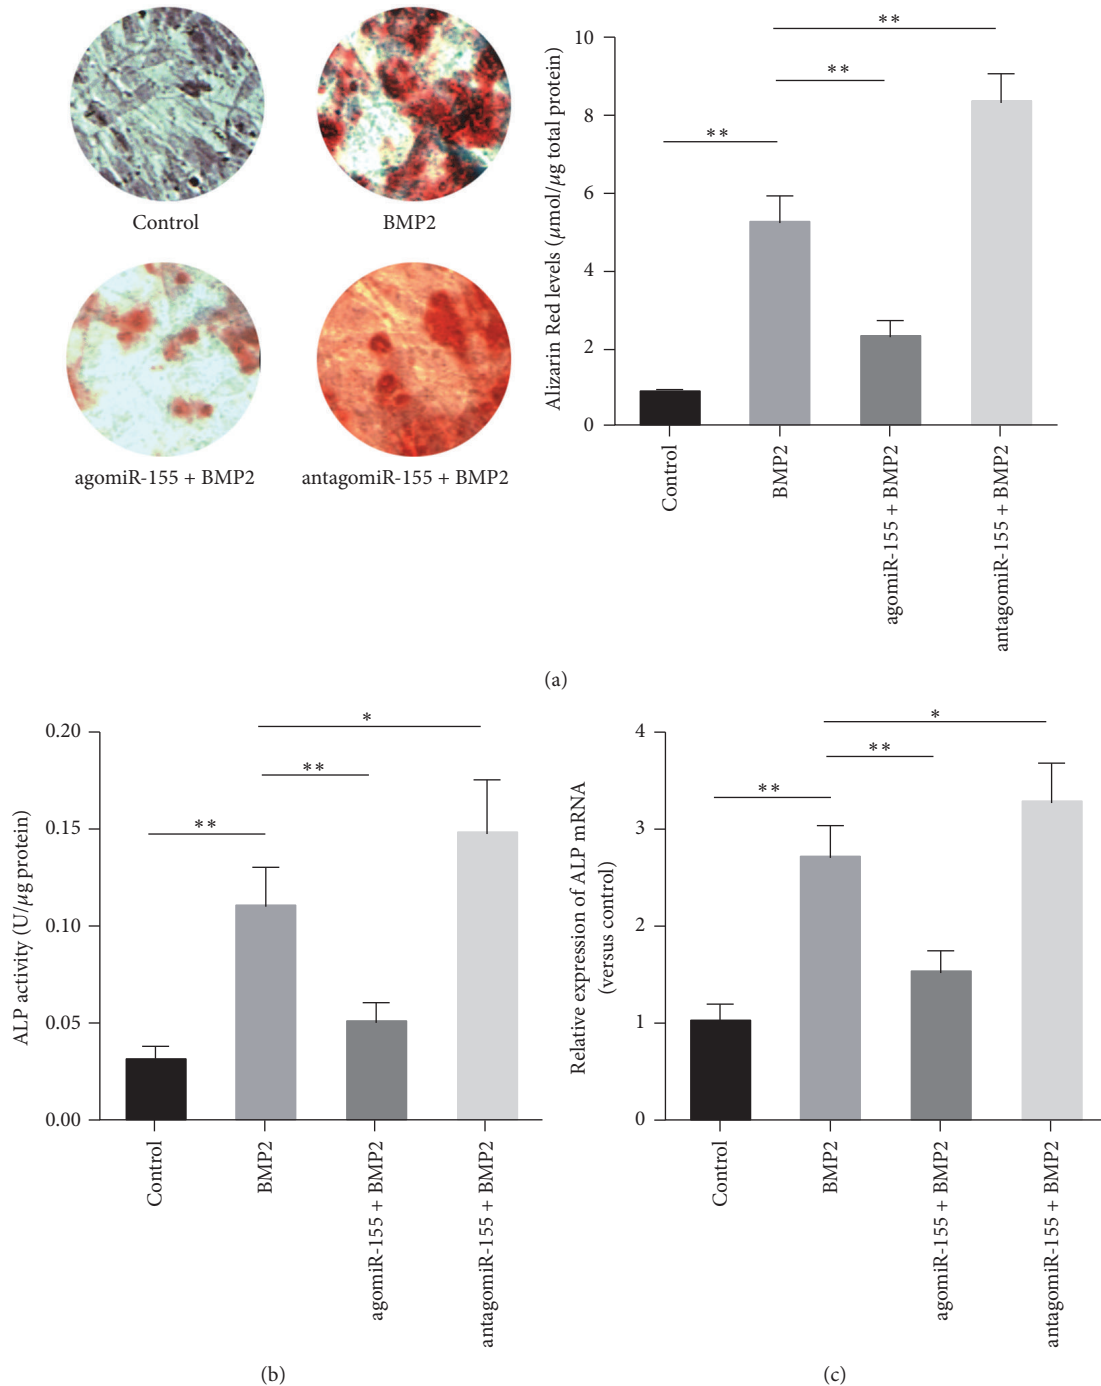 Control
BMP2
agomiR-155 + BMP2
antagomiR-155 + BMP2
Alizarin Red levels (μmol/μg total protein)
10
8
6
4
2
0
**
**
**
Control
BMP2
agomiR-155 + BMP2
antagomiR-155 + BMP2
(a)
ALP activity (U/μg protein)
0.20
0.15
0.10
0.05
0.00
*
**
**
Control
BMP2
agomiR-155 + BMP2
antagomiR-155 + BMP2
(b)
Relative expression of ALP mRNA
(versus control)
4
3
2
1
0
*
**
**
Control
BMP2
agomiR-155 + BMP2
antagomiR-155 + BMP2
(c)